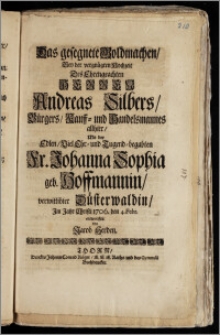 Das gesegnete Goldmachen/
Bey der vergnügten Hochzeit
Des Ehrengeachten
HERREN
Andreas Silbers/
Bürgers/ Kauff- und Handelsmannes
allhier/
Mit der
Edlen/ Viel Ehr- und Tugend-begabten
Fr. Johanna Sophia
geb. Hoffmannin/
verwittibter Düsterwaldin/
Im Jahr Christi 1706. den 4. Febr.
entworffen
von
Jacob Herden.
THORN/